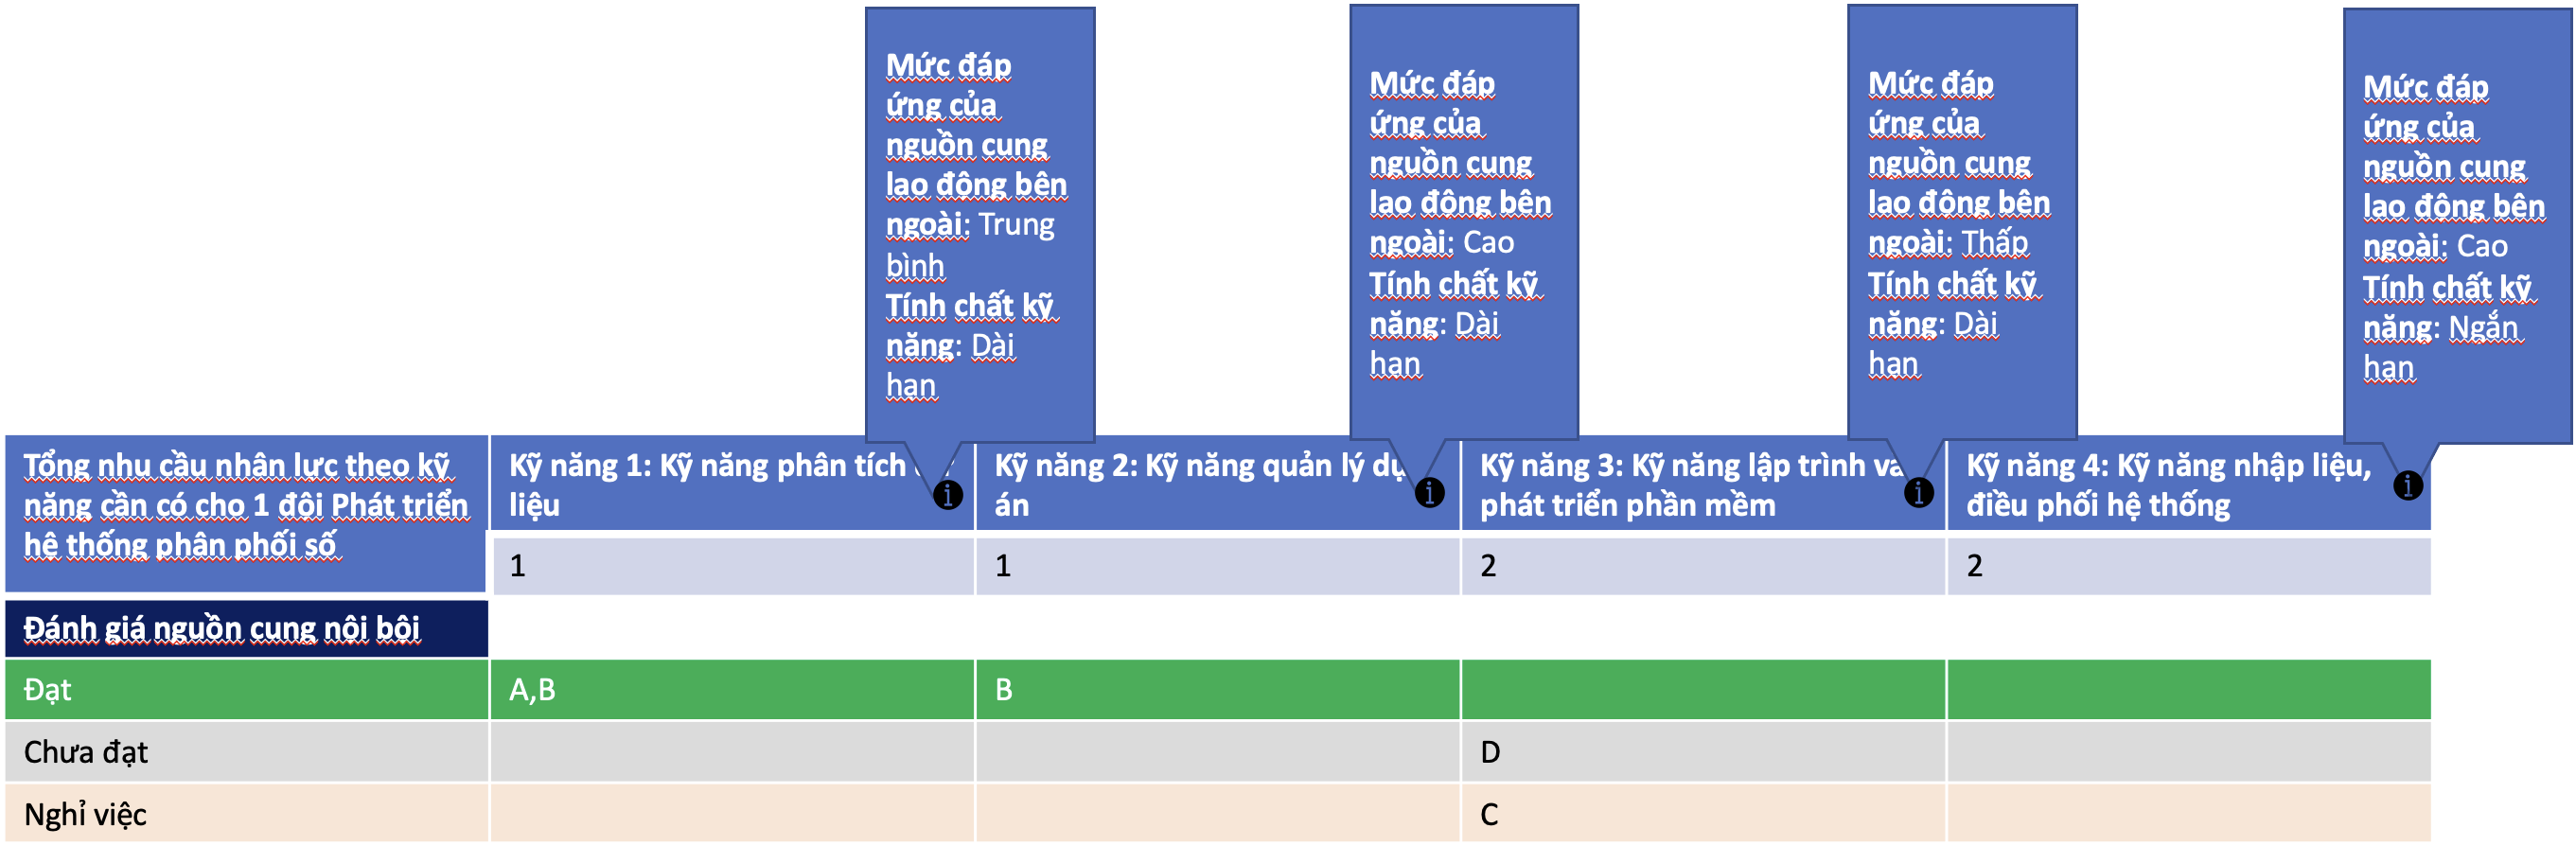 Mức đáp
ứng của
nguồn cung
lao động bên
ngoài: Trung
bình
Tính chất kỹ
năng: Dài
hạn
Mức đáp
ứng của
nguồn cung
lao động bên
ngoài: Cao
Tính chất kỹ
năng: Dài
hạn
Mức đáp
ứng của
nguồn cung
lao động bên
ngoài: Thấp
Tính chất kỹ
năng: Dài
hạn
Mức đáp
ứng của
nguồn cung
lao động bên
ngoài: Cao
Tính chất kỹ
năng: Ngắn
hạn
Tổng nhu cầu nhân lực theo kỹ
năng cần có cho 1 đội Phát triển
hệ thống phân phối số
Kỹ năng 1: Kỹ năng phân tích
liệu
Kỹ năng 2: Kỹ năng quản lý dự
án
Kỹ năng 3: Kỹ năng lập trình và
phát triển phần mềm
Kỹ năng 4: Kỹ năng nhập liệu,
điều phối hệ thống
1
1
2
2
Đánh giá nguồn cung nội bội
Đạt
A,B
B
Chưa đạt
D
Nghỉ việc
C